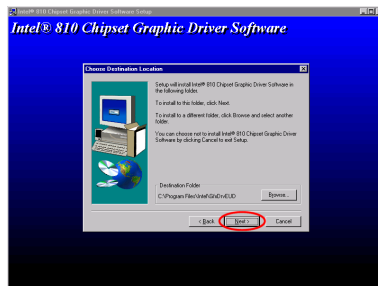 Intel® 810 Chipset Graphic Driver Software Setup
Intel® 810 Chipset Graphic Driver Software
Choose Destination Location
Setup will install Intel® 810 Chipset Graphic Driver Software in
the following folder.
To install to this folder, click Next.
To install to a different folder, click Browse and select another
folder.
You can choose not to install Intel® 810 Chipset Graphic Driver
Software by clicking Cancel to exit Setup.
Destination Folder
Browse...
< Back
Next >
Cancel